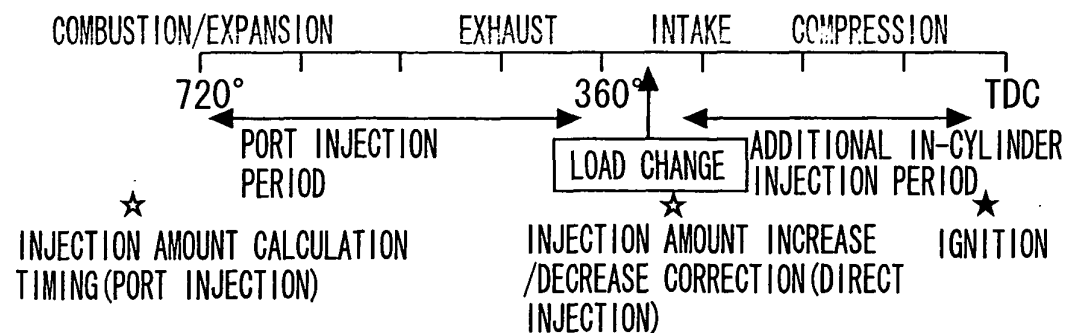 COMBUSTION/EXPANSION EXHAUST INTAKE COMPRESSION
720° 360° TDC
PORT INJECTION
PERIOD
LOAD CHANGE
ADDITIONAL IN-CYLINDER
INJECTION PERIOD
INJECTION AMOUNT CALCULATION
TIMING(PORT INJECTION)
INJECTION AMOUNT INCREASE
/DECREASE CORRECTION(DIRECT
INJECTION)
IGNITION